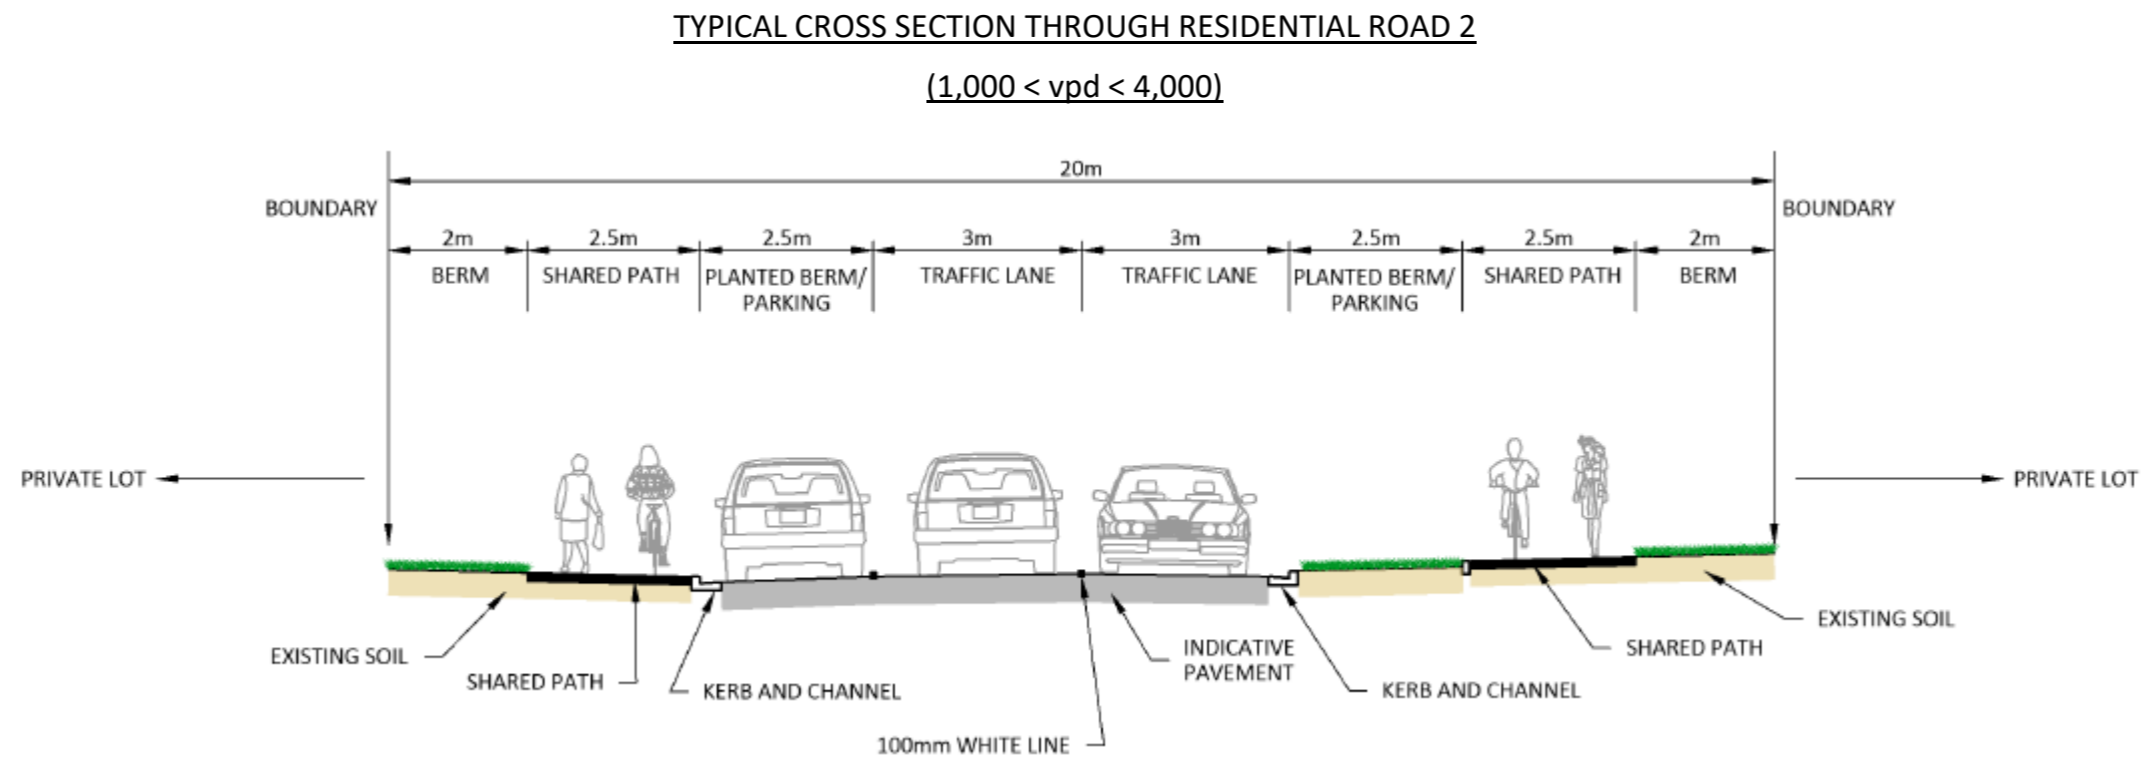 TYPICAL CROSS SECTION THROUGH RESIDENTIAL ROAD 2
(1,000 < vpd < 4,000)
20m
BOUNDARY
BOUNDARY
2m
2.5m
2.5m
3m
3m
2.5m
2.5m
2m
BERM
SHARED PATH
PLANTED BERM/
PARKING
TRAFFIC LANE
TRAFFIC LANE
PLANTED BERM/
PARKING
SHARED PATH
BERM
PRIVATE LOT
PRIVATE LOT
EXISTING SOIL
SHARED PATH
KERB AND CHANNEL
100mm WHITE LINE
INDICATIVE
PAVEMENT
KERB AND CHANNEL
SHARED PATH
EXISTING SOIL